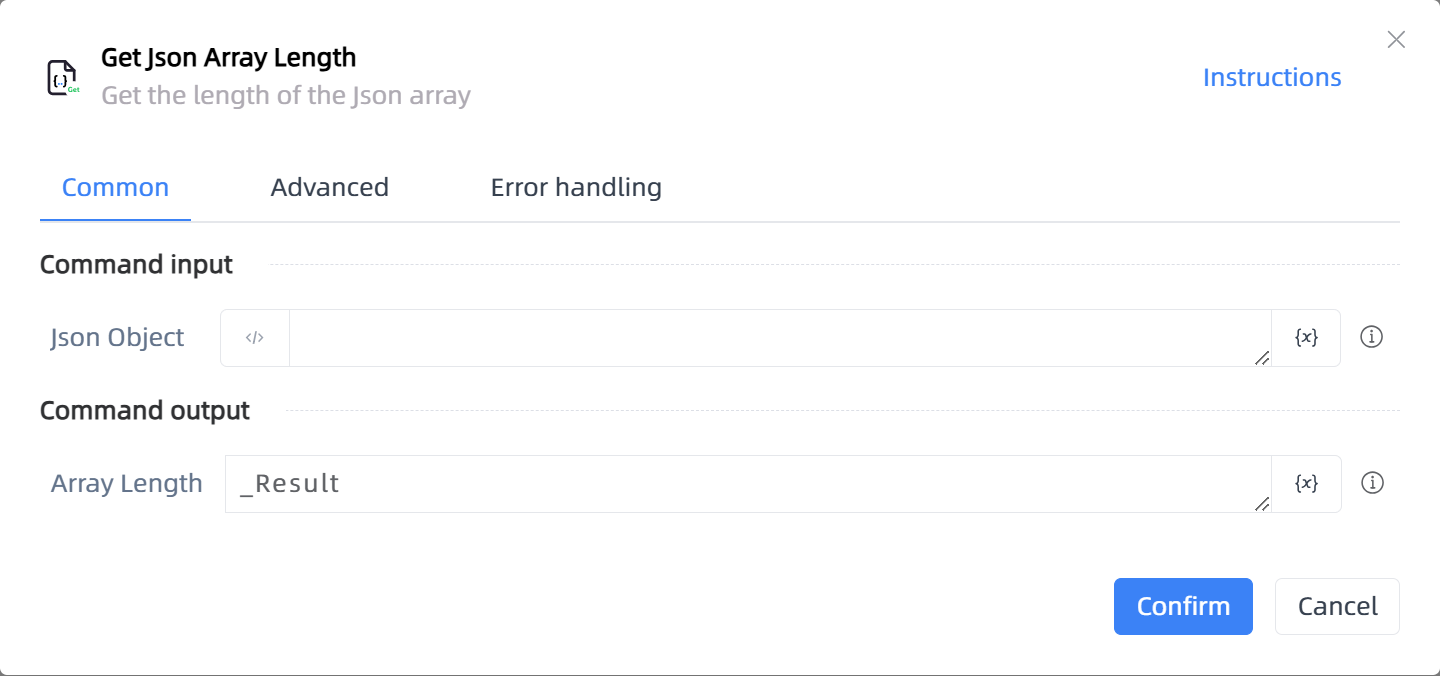 Get Json Array Length
Get
Get the length of the Json array
Instructions
Common Advanced Error handling
Command input
Json Object </> {x}
Command output
Array Length _Result {x}
Confirm Cancel